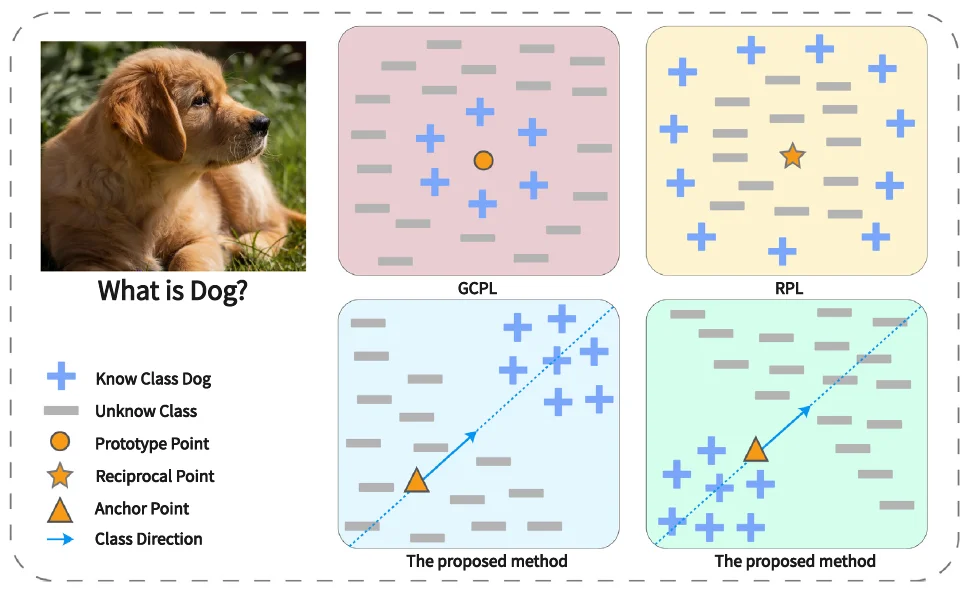 What is Dog?
Know Class Dog
Unknow Class
Prototype Point
Reciprocal Point
Anchor Point
Class Direction
GCPL
RPL
The proposed method
The proposed method